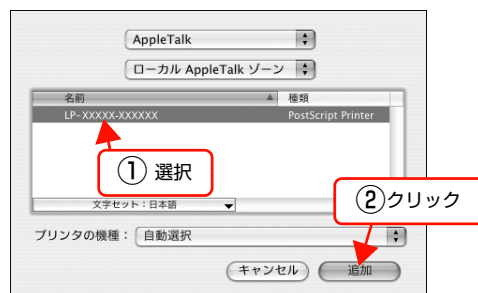 AppleTalk
ローカル AppleTalk ゾーン
名前 種類
LP-XXXXX-XXXXXX PostScript Printer
① 選択
文字セット：日本語
②クリック
プリンタの機種： 自動選択
キャンセル 追加